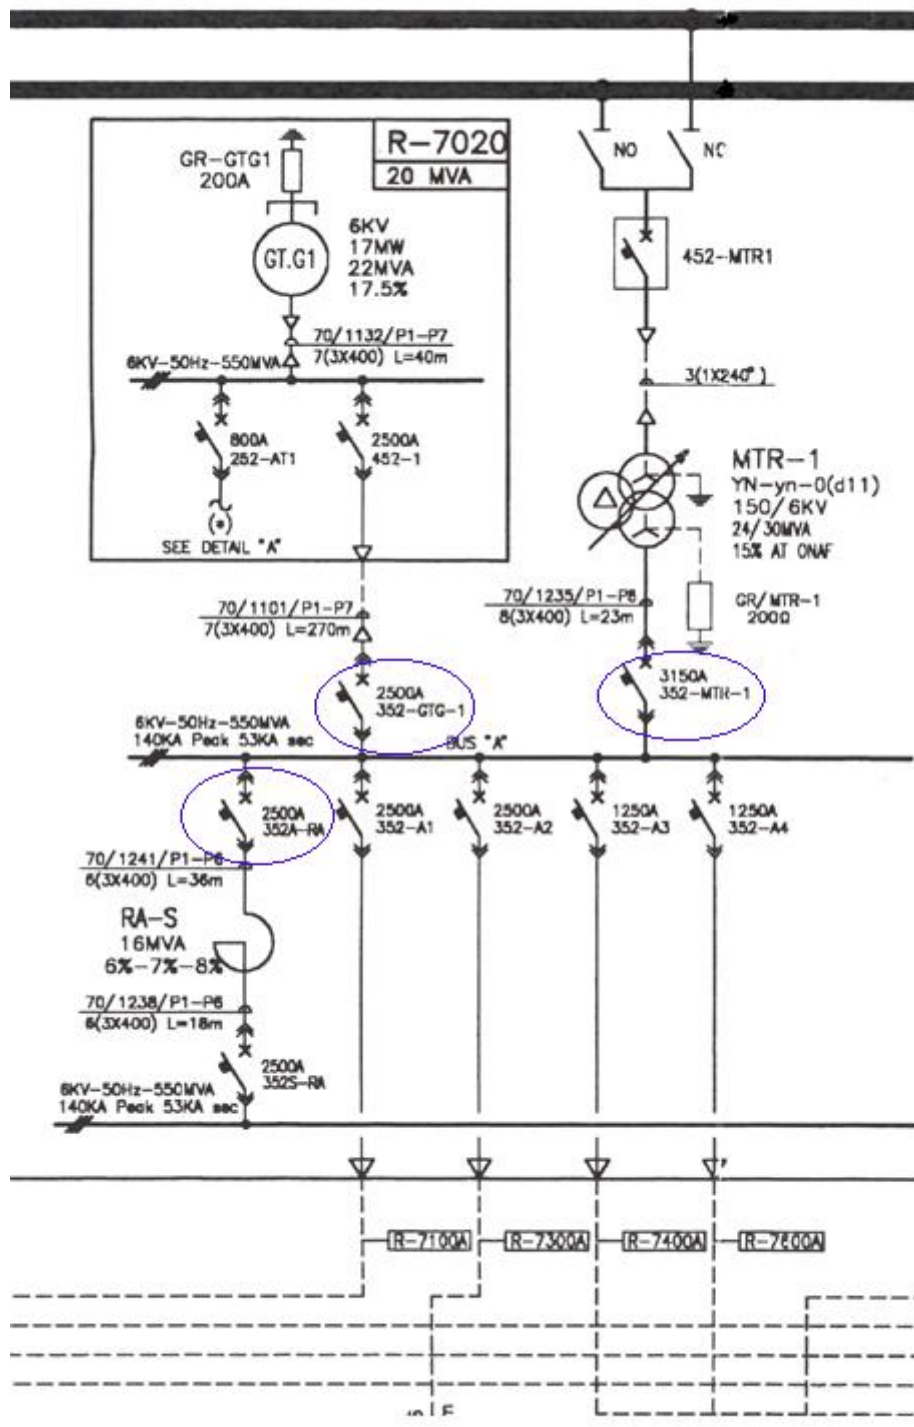 R-7020
20 MVA
GR-GTG1
200A
GT.G1
6KV
17MW
22MVA
17.5%
70/1132/P1-P7
7(3X400) L=40m
6KV-50Hz-550MVA
800A
252-AT1
2500A
452-1
(*)
SEE DETAIL "A"
NO
NC
452-MTR1
3(1X240°)
MTR-1
YN-yn-0(d11)
150/6KV
24/30MVA
15% AT ONAF
70/1101/P1-P7
7(3X400) L=270m
70/1235/P1-P8
8(3X400) L=23m
GR/MTR-1
200Ω
2500A
352-GTG-1
3150A
352-MTR-1
6KV-50Hz-550MVA
140KA Peak 53KA sec
BUS "A"
2500A
352A-RA
2500A
352-A1
2500A
352-A2
1250A
352-A3
1250A
352-A4
70/1241/P1-P6
6(3X400) L=36m
RA-S
16MVA
6%-7%-8%
70/1238/P1-P6
6(3X400) L=18m
2500A
352S-RA
6KV-50Hz-550MVA
140KA Peak 53KA sec
R-7100A
R-7300A
R-7400A
R-7600A